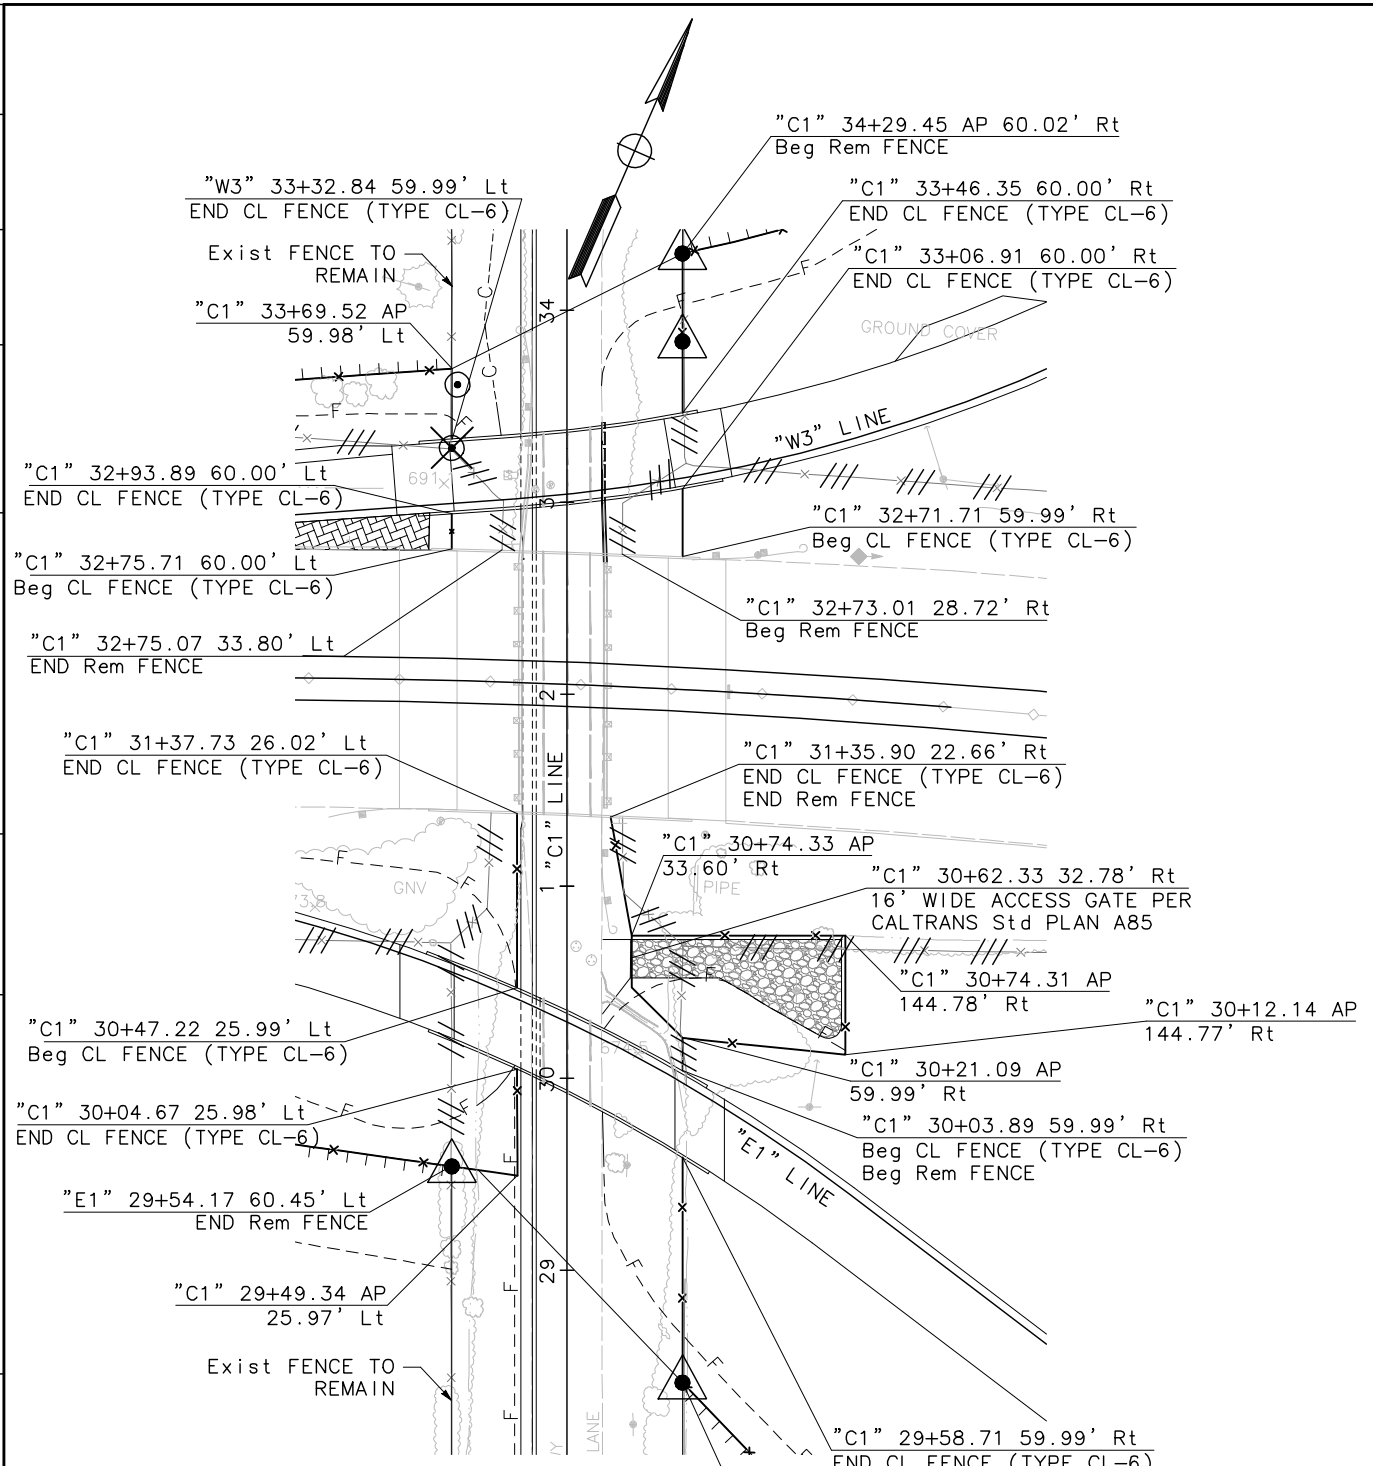 "C1" 34+29.45 AP 60.02' Rt
Beg Rem FENCE
"W3" 33+32.84 59.99' Lt
END CL FENCE (TYPE CL-6)
"C1" 33+46.35 60.00' Rt
END CL FENCE (TYPE CL-6)
Exist FENCE TO
REMAIN
"C1" 33+06.91 60.00' Rt
END CL FENCE (TYPE CL-6)
"C1" 33+69.52 AP
59.98' Lt
C
C
F
F
34
GROUND COVER
F
F
"W3" LINE
"C1" 32+93.89 60.00' Lt
END CL FENCE (TYPE CL-6)
691
3
"C1" 32+71.71 59.99' Rt
Beg CL FENCE (TYPE CL-6)
"C1" 32+75.71 60.00' Lt
Beg CL FENCE (TYPE CL-6)
"C1" 32+73.01 28.72' Rt
Beg Rem FENCE
"C1" 32+75.07 33.80' Lt
END Rem FENCE
2
"C1" 31+37.73 26.02' Lt
END CL FENCE (TYPE CL-6)
"C1" 31+35.90 22.66' Rt
END CL FENCE (TYPE CL-6)
END Rem FENCE
"C1" LINE
"C1" 30+74.33 AP
33.60' Rt
F
F
GNV
1
PIPE
"C1" 30+62.33 32.78' Rt
16' WIDE ACCESS GATE PER
CALTRANS Std PLAN A85
73.8
F
"C1" 30+74.31 AP
144.78' Rt
"C1" 30+12.14 AP
144.77' Rt
"C1" 30+47.22 25.99' Lt
Beg CL FENCE (TYPE CL-6)
F
30
"C1" 30+21.09 AP
59.99' Rt
"C1" 30+04.67 25.98' Lt
END CL FENCE (TYPE CL-6)
F
F
"C1" 30+03.89 59.99' Rt
Beg CL FENCE (TYPE CL-6)
Beg Rem FENCE
"E1" LINE
F
"E1" 29+54.17 60.45' Lt
END Rem FENCE
29
F
F
"C1" 29+49.34 AP
25.97' Lt
Exist FENCE TO
REMAIN
F
F
LANE
"C1" 29+58.71 59.99' Rt
END CL FENCE (TYPE CL-6)